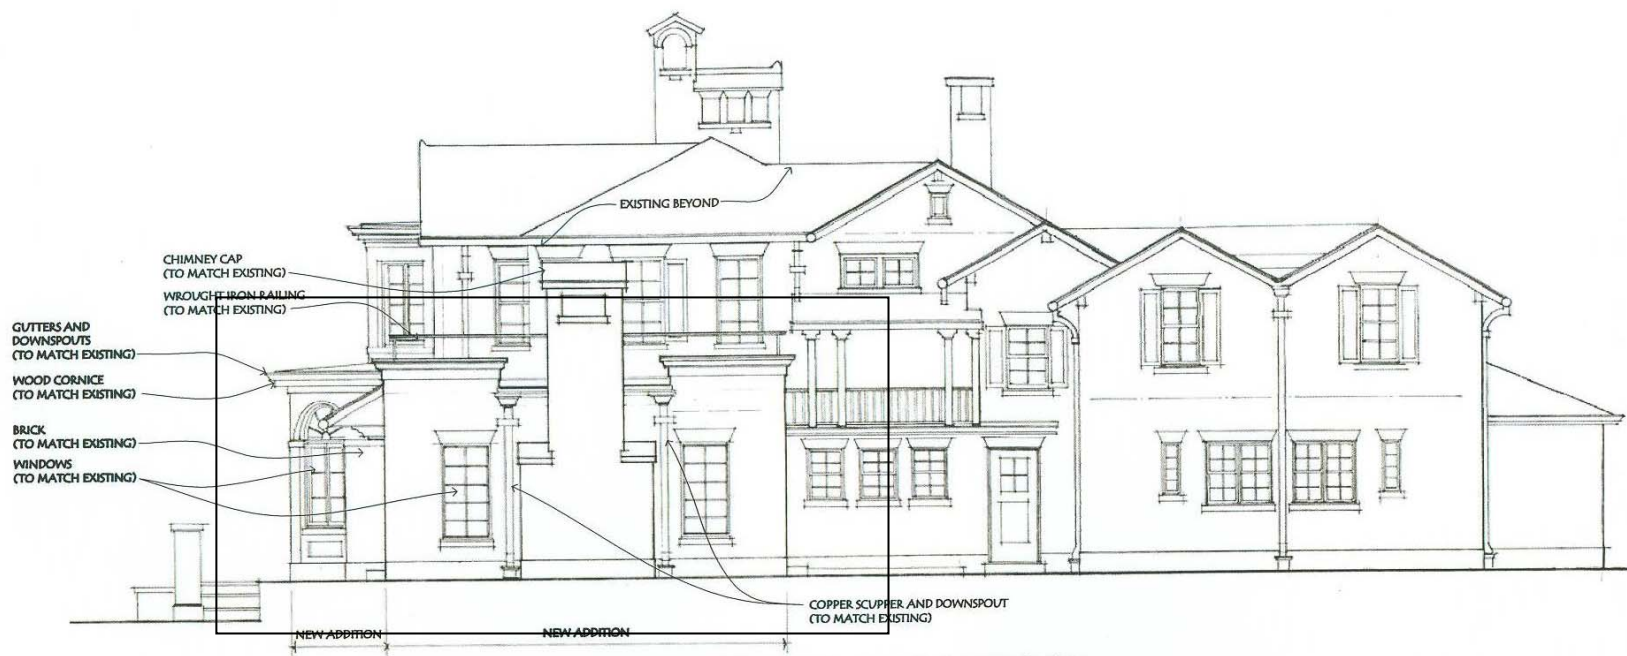 EXISTING BEYOND
CHIMNEY CAP
(TO MATCH EXISTING)
WROUGHT IRON RAILING
(TO MATCH EXISTING)
GUTTERS AND
DOWNSPOUTS
(TO MATCH EXISTING)
WOOD CORNICE
(TO MATCH EXISTING)
BRICK
(TO MATCH EXISTING)
WINDOWS
(TO MATCH EXISTING)
COPPER SCUPPER AND DOWNSPOUT
(TO MATCH EXISTING)
NEW ADDITION
NEW ADDITION